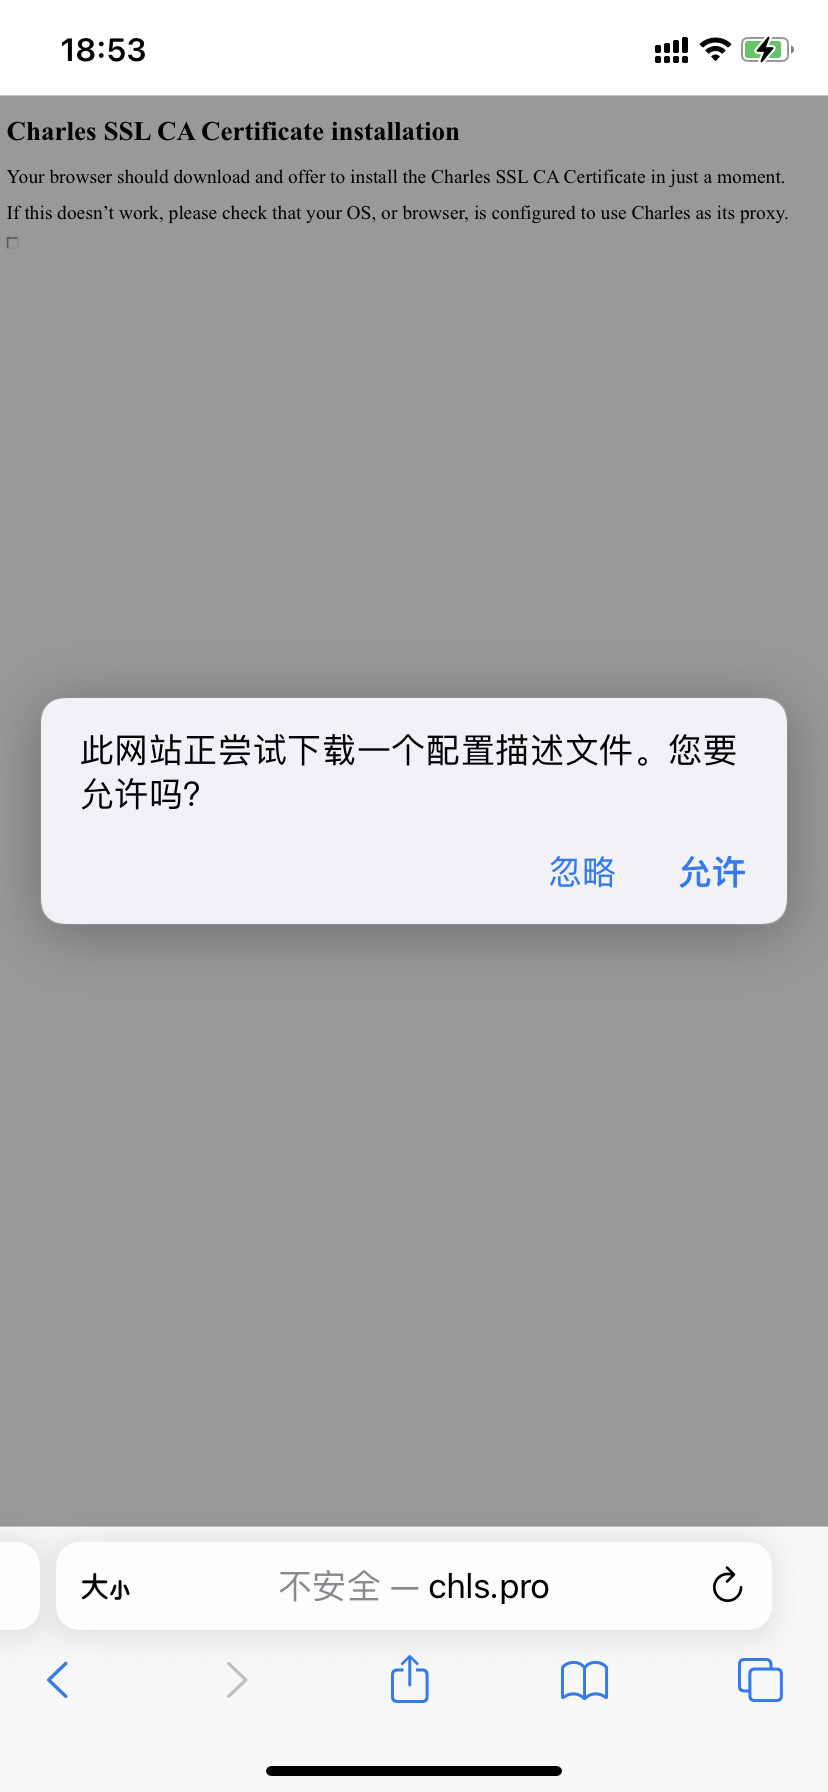 18:53
Charles SSL CA Certificate installation
Your browser should download and offer to install the Charles SSL CA Certificate in just a moment.
If this doesn’t work, please check that your OS, or browser, is configured to use Charles as its proxy.
此网站正尝试下载一个配置描述文件。您要
允许吗?
忽略 允许
大小 不安全 — chls.pro